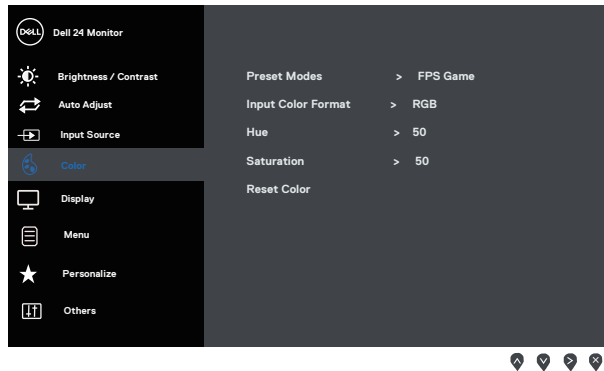 DELL Dell 24 Monitor
Brightness / Contrast
Auto Adjust
Input Source
Color
Display
Menu
Personalize
Others
Preset Modes > FPS Game
Input Color Format > RGB
Hue > 50
Saturation > 50
Reset Color